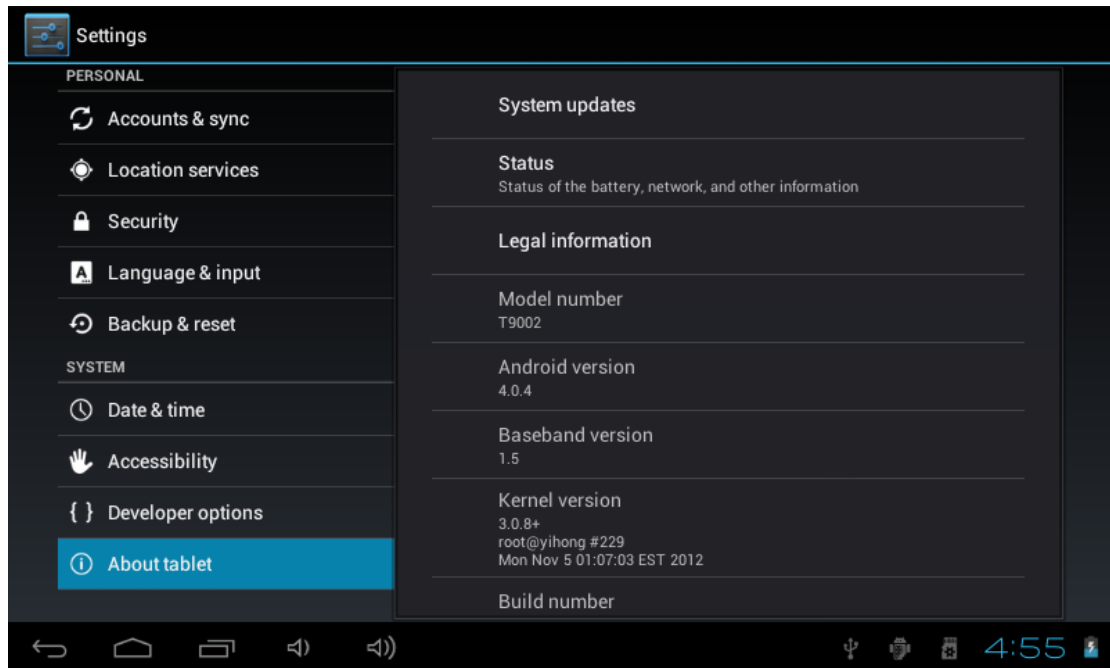 Settings
PERSONAL
Accounts & sync
Location services
Security
Language & input
Backup & reset
SYSTEM
Date & time
Accessibility
{ } Developer options
About tablet
System updates
Status
Status of the battery, network, and other information
Legal information
Model number
T9002
Android version
4.0.4
Baseband version
1.5
Kernel version
3.0.8+
root@yihong #229
Mon Nov 5 01:07:03 EST 2012
Build number
4:55